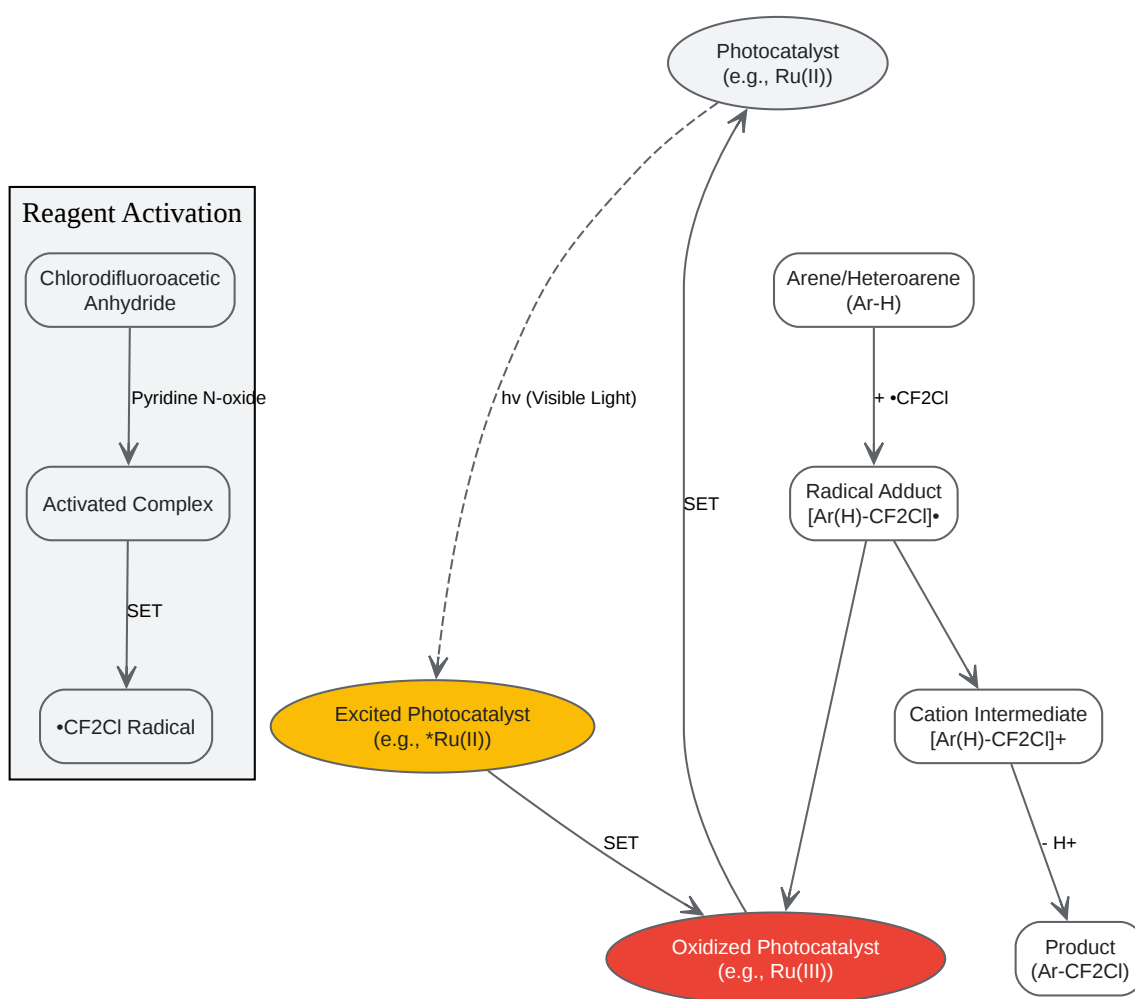 Photocatalyst
(e.g., Ru(II))
Reagent Activation
Chlorodifluoroacetic
Anhydride
Arene/Heteroarene
(Ar-H)
Pyridine N-oxide
hv (Visible Light)
+ •CF2Cl
Activated Complex
SET
Radical Adduct
[Ar(H)-CF2Cl]•
SET
•CF2Cl Radical
Excited Photocatalyst
(e.g., *Ru(II))
Cation Intermediate
[Ar(H)-CF2Cl]+
SET
- H+
Oxidized Photocatalyst
(e.g., Ru(III))
Product
(Ar-CF2Cl)